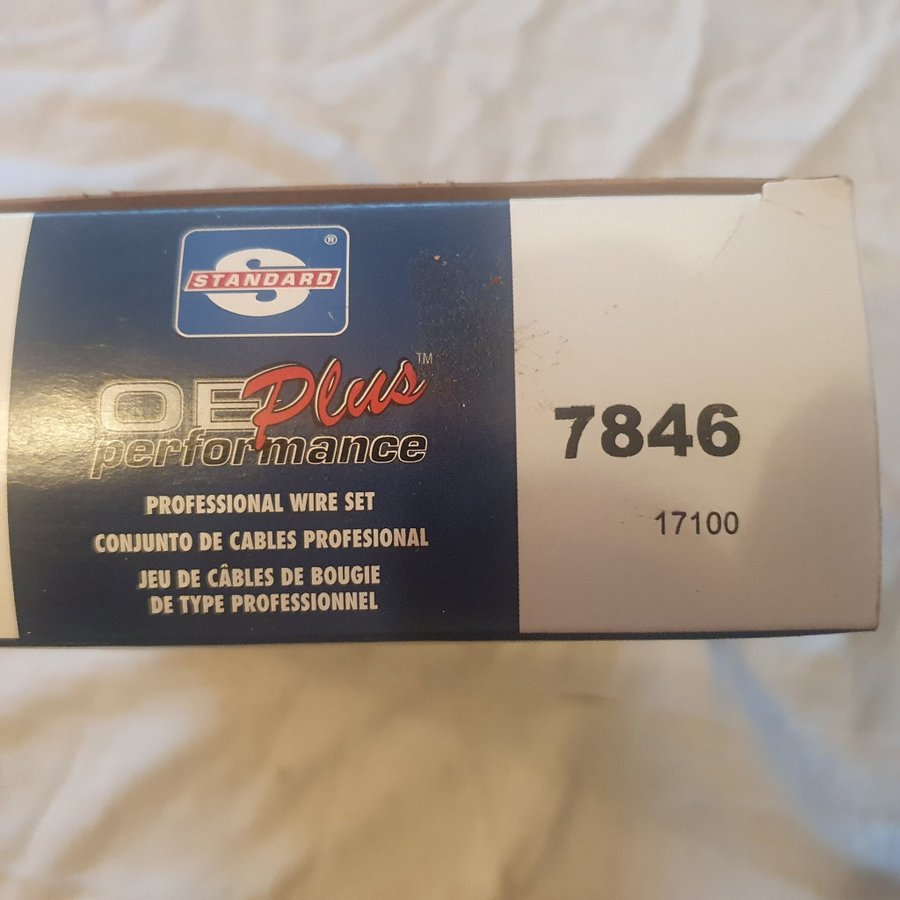 ®
STANDARD
OE Plus™
performance
PROFESSIONAL WIRE SET
CONJUNTO DE CABLES PROFESIONAL
JEU DE CÂBLES DE BOUGIE
DE TYPE PROFESSIONNEL
7846
17100